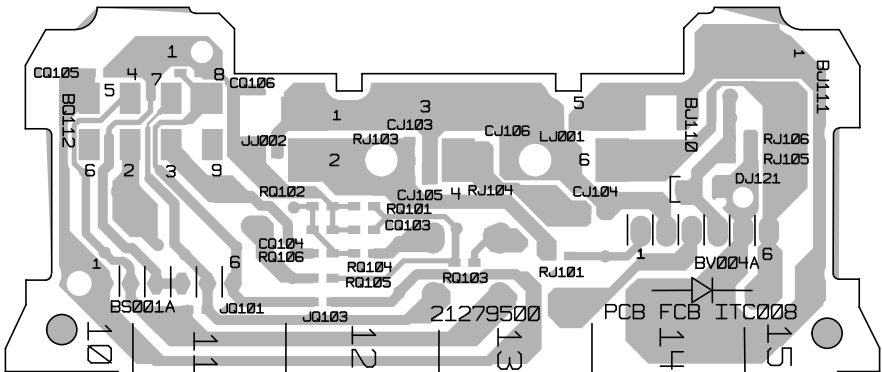 1
1
CQ105
4
7
8
CQ106
5
BQ112
BJ111
5
3
1
BJ110
CJ103
CJ106
JJ002
RJ103
LJ001
RJ106
2
6
RJ105
6
2
3
9
DJ121
RQ102
CJ105
4
RJ104
CJ104
RQ101
CQ103
CQ104
RQ106
1
6
RQ104
RQ103
RJ101
1
BV004A
6
RQ105
BS001A
JQ101
JQ103
21279500
PCB FCB ITC008
10
11
12
13
14
15